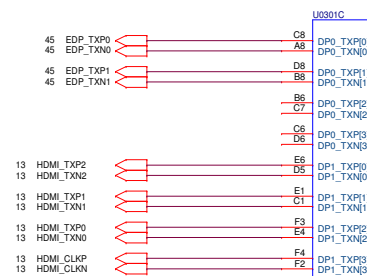 U0301C
45 EDP_TXP0 C8 DP0_TXP[0
45 EDP_TXN0 A8 DP0_TXN[0
45 EDP_TXP1 D8 DP0_TXP[1
45 EDP_TXN1 B8 DP0_TXN[1
B6 DP0_TXP[2
C7 DP0_TXN[2
C6 DP0_TXP[3
D6 DP0_TXN[3
13 HDMI_TXP2 E6 DP1_TXP[0
13 HDMI_TXN2 D5 DP1_TXN[0
13 HDMI_TXP1 E1 DP1_TXP[1
13 HDMI_TXN1 C1 DP1_TXN[1
13 HDMI_TXP0 F3 DP1_TXP[2
13 HDMI_TXN0 E4 DP1_TXN[2
13 HDMI_CLKP F4 DP1_TXP[3
13 HDMI_CLKN F2 DP1_TXN[3